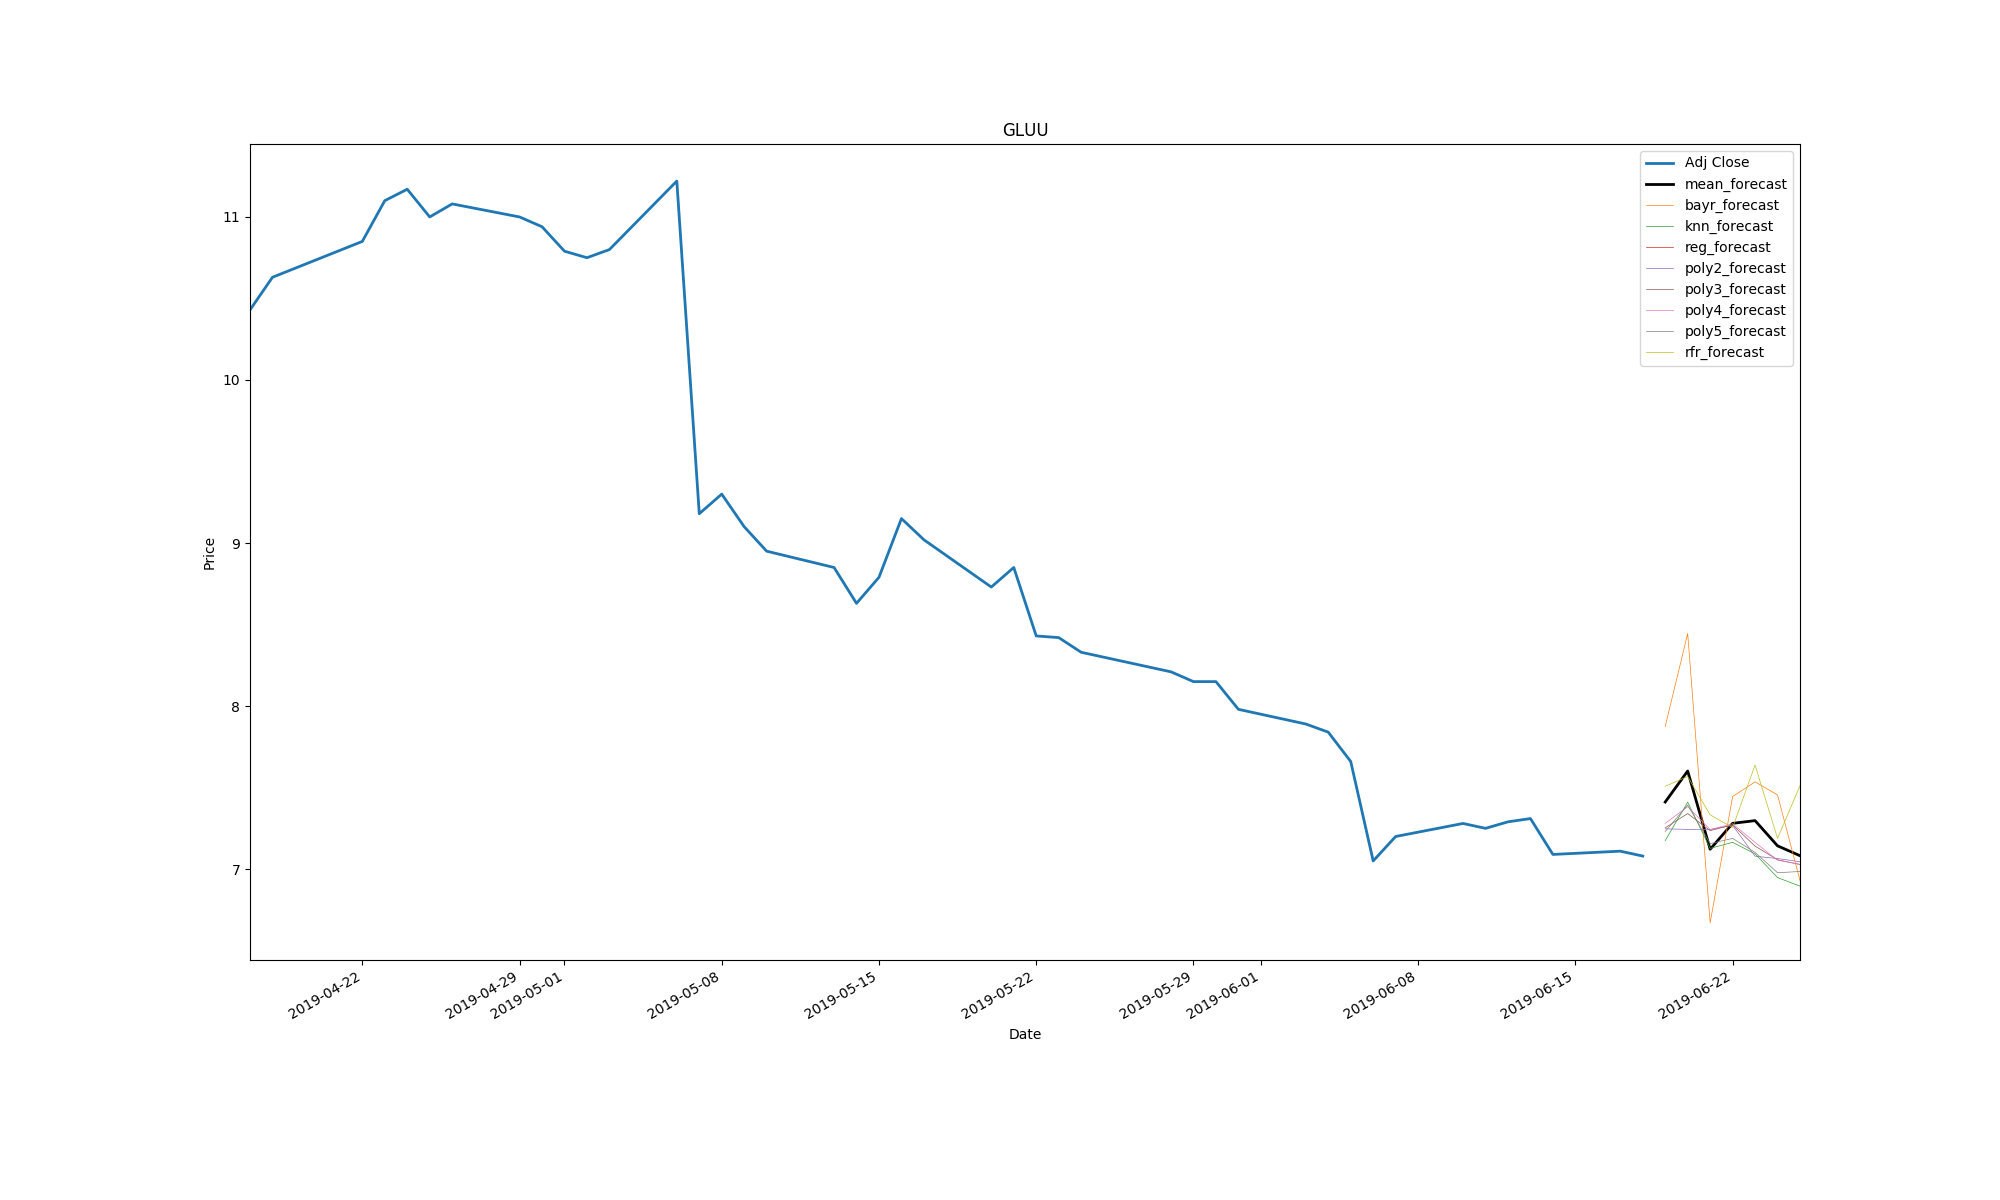 GLUU
Adj Close
mean_forecast
bayr_forecast
knn_forecast
reg_forecast
poly2_forecast
poly3_forecast
poly4_forecast
poly5_forecast
rfr_forecast
11
10
9
8
7
Price
2019-04-22
2019-04-29
2019-05-01
2019-05-08
2019-05-15
2019-05-22
2019-05-29
2019-06-01
2019-06-08
2019-06-15
2019-06-22
Date